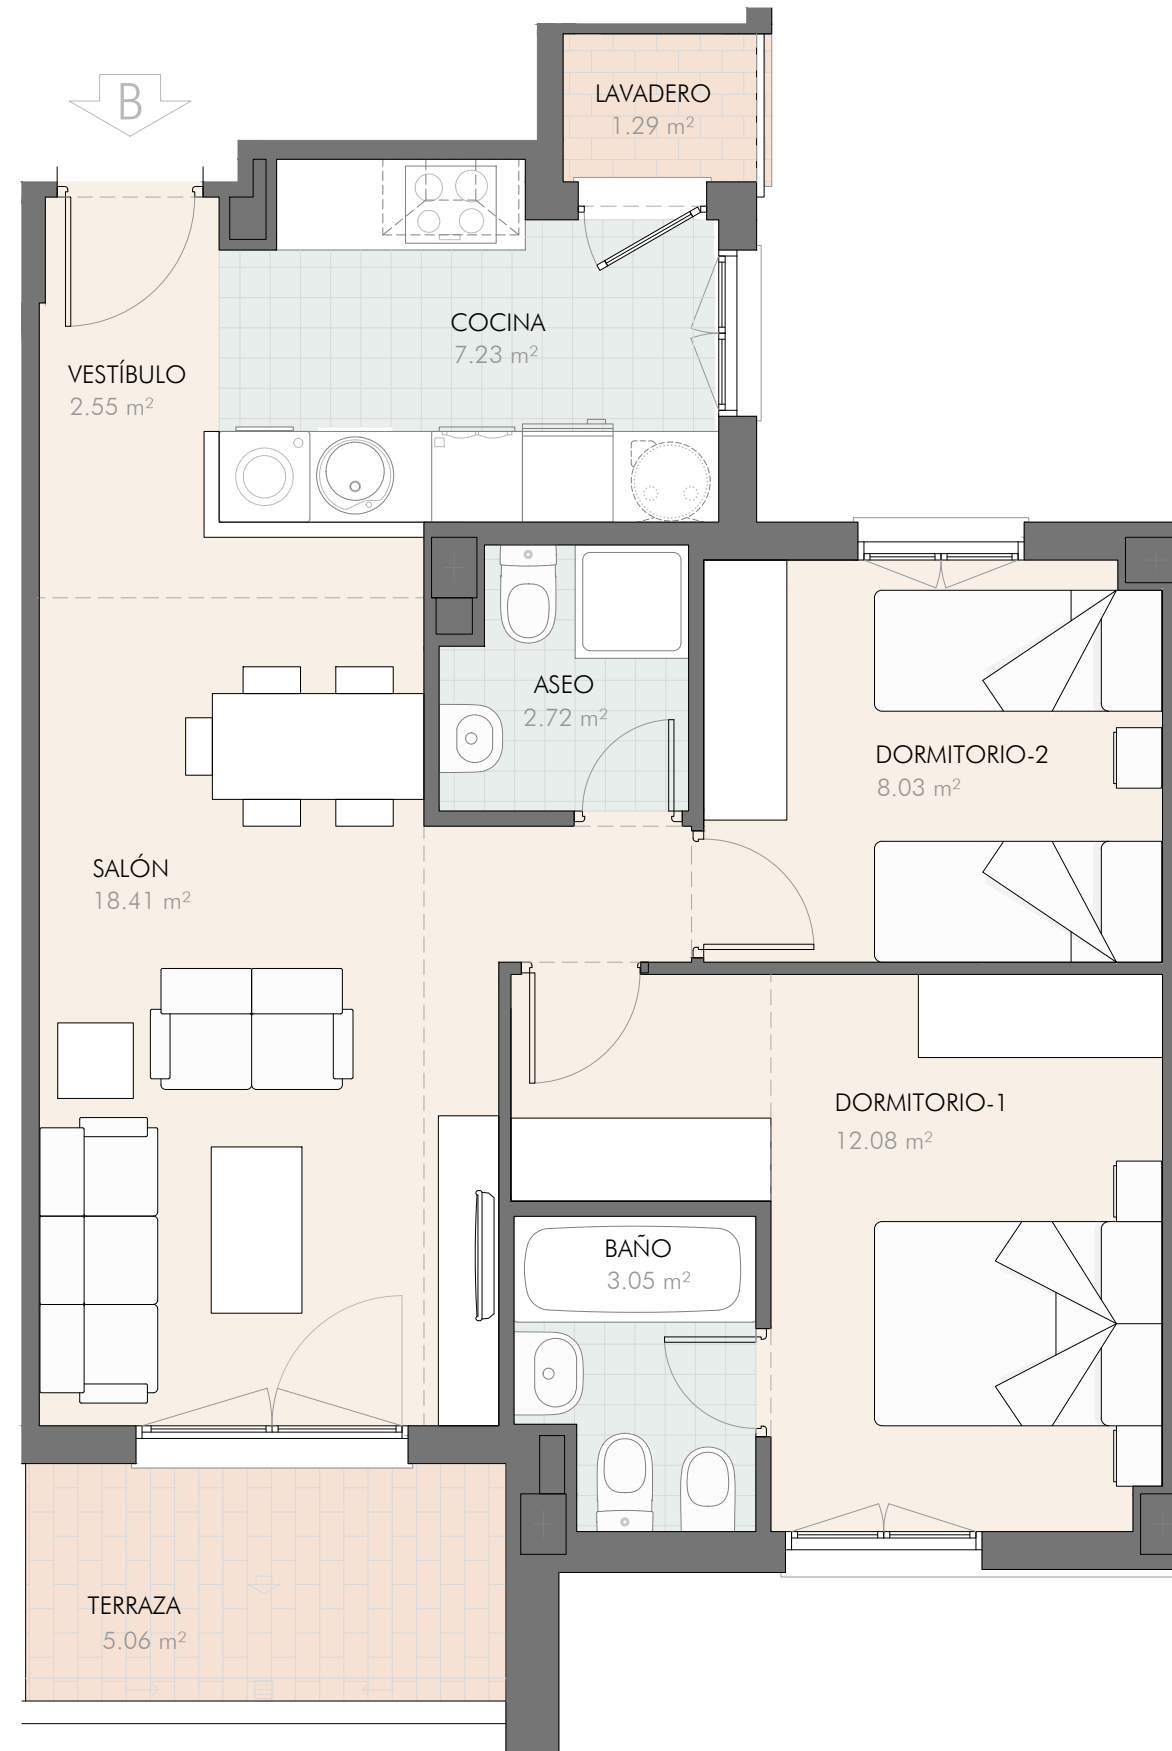 B
LAVADERO
1.29 m²
COCINA
7.23 m²
VESTÍBULO
2.55 m²
ASEO
2.72 m²
DORMITORIO-2
8.03 m²
SALÓN
18.41 m²
DORMITORIO-1
12.08 m²
BAÑO
3.05 m²
TERRAZA
5.06 m²